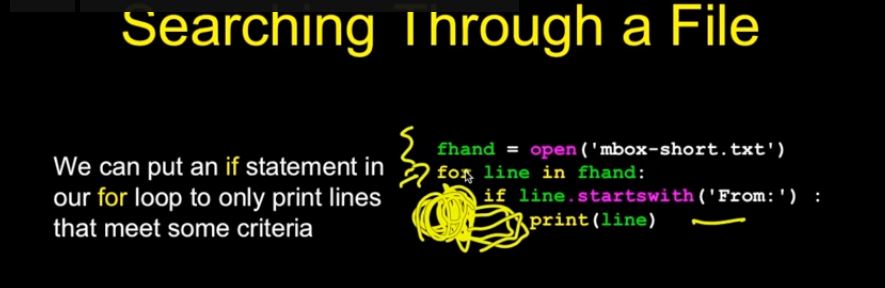 Searching Through a File
We can put an if statement in
our for loop to only print lines
that meet some criteria
fhand = open('mbox-short.txt')
for line in fhand:
    if line.startswith('From:') :
        print(line)